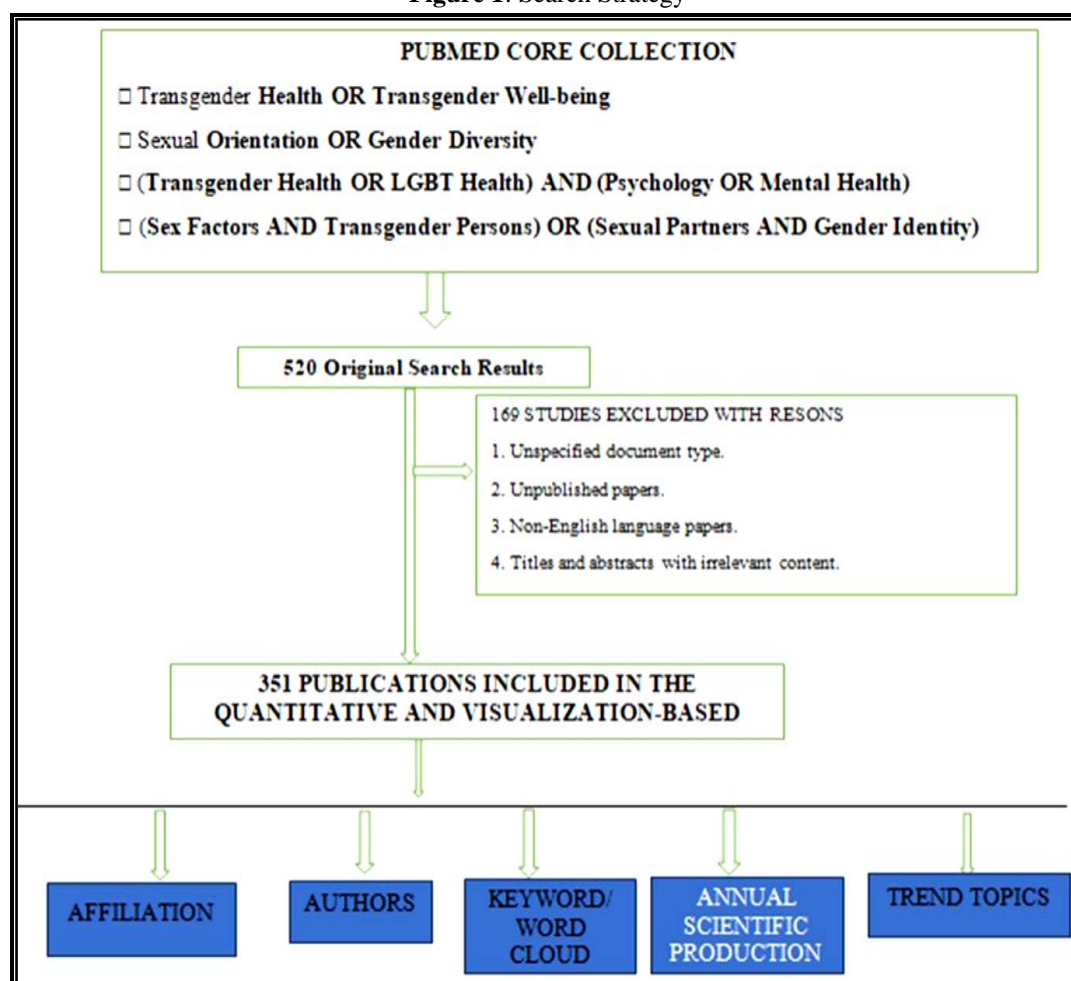 Figure 1: Search Strategy
PUBMED CORE COLLECTION
□ Transgender Health OR Transgender Well-being
□ Sexual Orientation OR Gender Diversity
□ (Transgender Health OR LGBT Health) AND (Psychology OR Mental Health)
□ (Sex Factors AND Transgender Persons) OR (Sexual Partners AND Gender Identity)
520 Original Search Results
169 STUDIES EXCLUDED WITH RESONS
1. Unspecified document type.
2. Unpublished papers.
3. Non-English language papers.
4. Titles and abstracts with irrelevant content.
351 PUBLICATIONS INCLUDED IN THE
QUANTITATIVE AND VISUALIZATION-BASED
AFFILIATION
AUTHORS
KEYWORD/
WORD
CLOUD
ANNUAL
SCIENTIFIC
PRODUCTION
TREND TOPICS